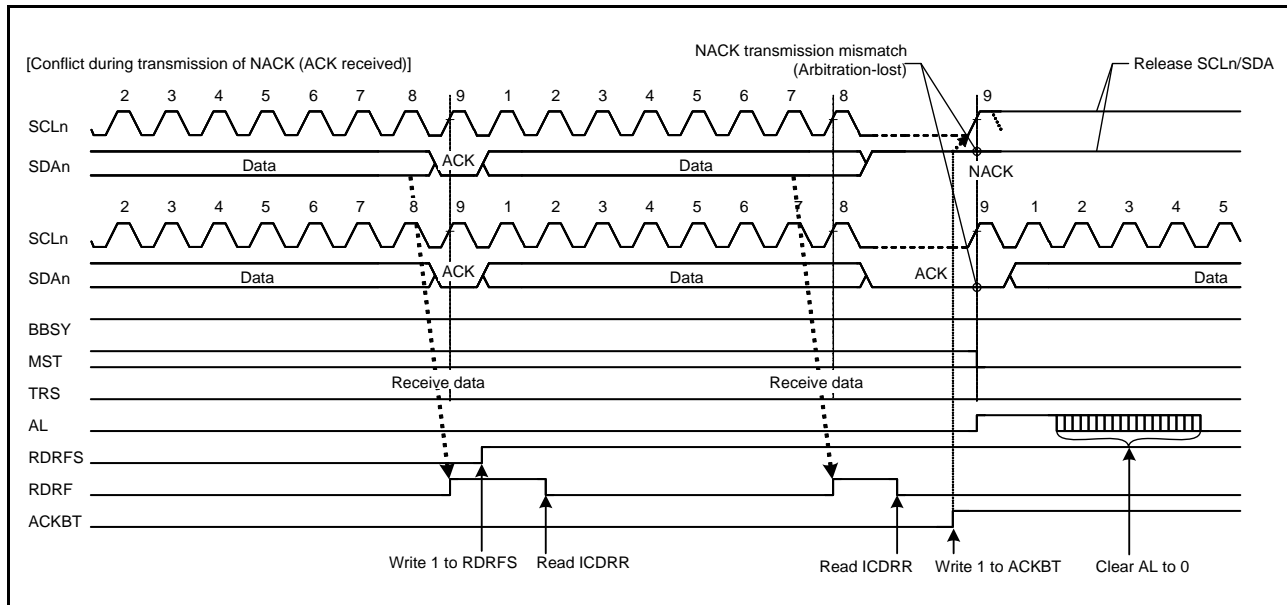 NACK transmission mismatch
(Arbitration-lost)
Release SCLn/SDA
[Conflict during transmission of NACK (ACK received)]
2 3 4 5 6 7 8 9 1 2 3 4 5 6 7 8 9
SCLn
SDAn Data ACK Data NACK
2 3 4 5 6 7 8 9 1 2 3 4 5 6 7 8 9 1 2 3 4 5
SCLn
SDAn Data ACK Data ACK Data
BBSY
MST
Receive data Receive data
TRS
AL
RDRFS
RDRF
ACKBT
Write 1 to RDRFS Read ICDRR Read ICDRR Write 1 to ACKBT Clear AL to 0